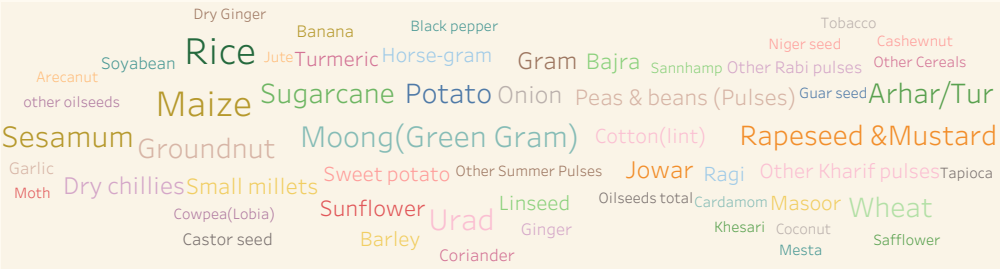 Dry Ginger
Black pepper
Tobacco
Banana
Niger seed
Cashewnut
Rice
Jute
Turmeric
Horse-gram
Gram
Bajra
Soyabean
Sannhamp
Other Rabi pulses
Other Cereals
Arecanut
other oilseeds
Maize
Sugarcane
Potato
Onion
Peas & beans (Pulses)
Guar seed
Arhar/Tur
Sesamum
Groundnut
Moong(Green Gram)
Cotton(lint)
Rapeseed &Mustard
Garlic
Sweet potato
Other Summer Pulses
Jowar
Ragi
Other Kharif pulses
Tapioca
Moth
Dry chillies
Small millets
Oilseeds total
Cardamom
Masoor
Wheat
Cowpea(Lobia)
Sunflower
Urad
Linseed
Khesari
Coconut
Castor seed
Barley
Ginger
Safflower
Mesta
Coriander